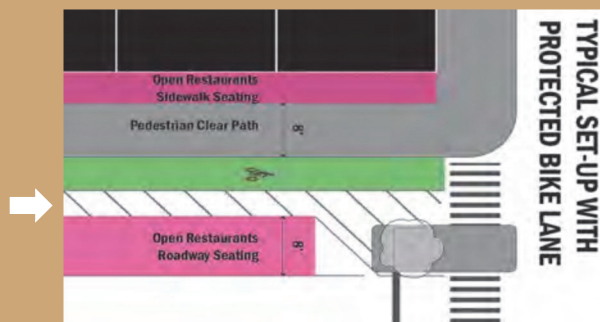 TYPICAL SET-UP WITH
PROTECTED BIKE LANE
Open Restaurants
Sidewalk Seating
Pedestrian Clear Path
8'
Open Restaurants
Roadway Seating
8'